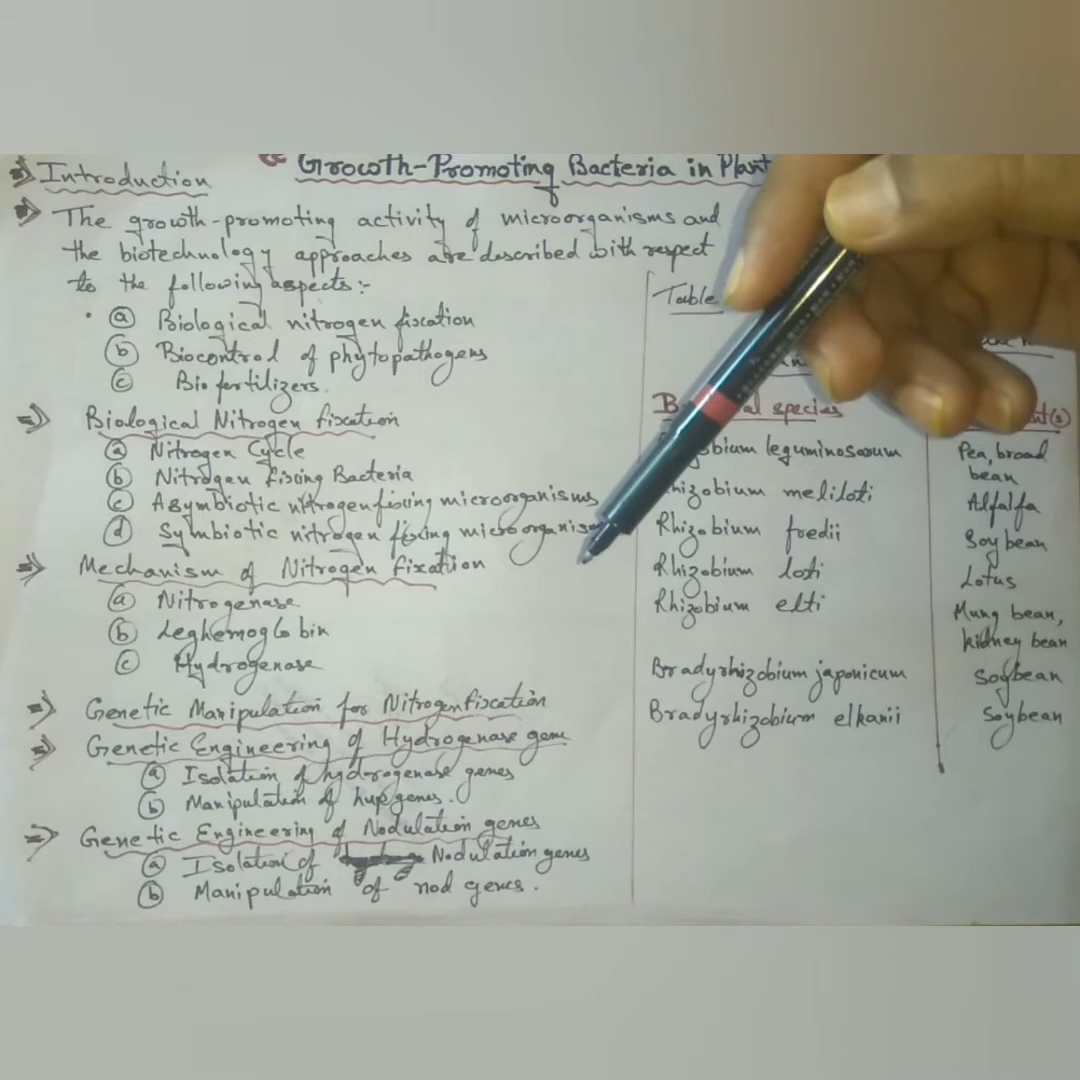 Growth-Promoting Bacteria in Plant
⇒ Introduction
⇒ The growth-promoting activity of microorganisms and
the biotechnology approaches are described with respect
to the following aspects:-
ⓐ Biological nitrogen fixation
ⓑ Biocontrol of phytopathogens
ⓒ Biofertilizers.
⇒ Biological Nitrogen fixation
ⓐ Nitrogen Cycle
ⓑ Nitrogen fixing Bacteria
ⓒ Asymbiotic nitrogen fixing microorganisms
ⓓ Symbiotic nitrogen fixing microorganism
⇒ Mechanism of Nitrogen fixation
ⓐ Nitrogenase
ⓑ Leghemoglobin
ⓒ Hydrogenase
⇒ Genetic Manipulation for Nitrogen fixation
⇒ Genetic Engineering of Hydrogenase gene
ⓐ Isolation of hydrogenase genes
ⓑ Manipulation of hup genes.
⇒ Genetic Engineering of Nodulation genes
ⓐ Isolation of Nodulation genes
ⓑ Manipulation of nod genes.
Table
species
leguminosarum Pea, broad
bean
Rhizobium meliloti Alfalfa
Rhizobium fredii Soybean
Rhizobium loti Lotus
Rhizobium elti Mung bean,
kidney bean
Bradyrhizobium japonicum Soybean
Bradyrhizobium elkanii Soybean